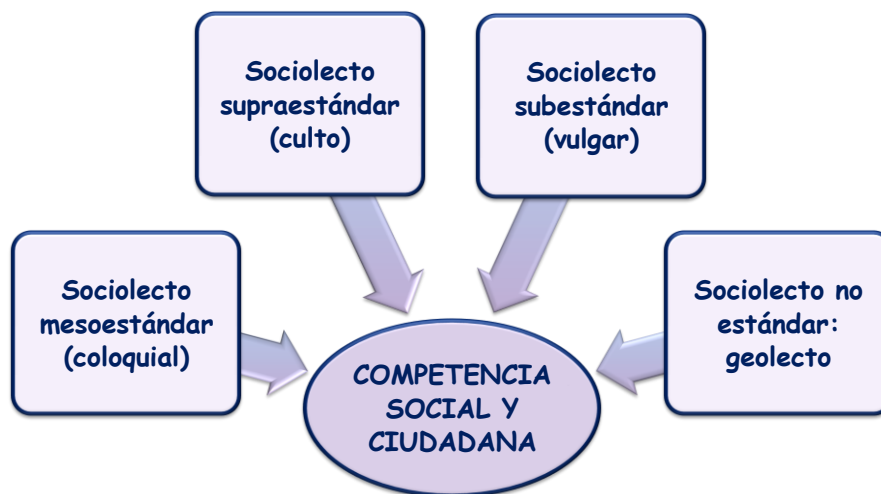 Sociolecto
supraestándar
(culto)
Sociolecto
subestándar
(vulgar)
Sociolecto
mesoestándar
(coloquial)
Sociolecto no
estándar:
geolecto
COMPETENCIA
SOCIAL Y
CIUDADANA